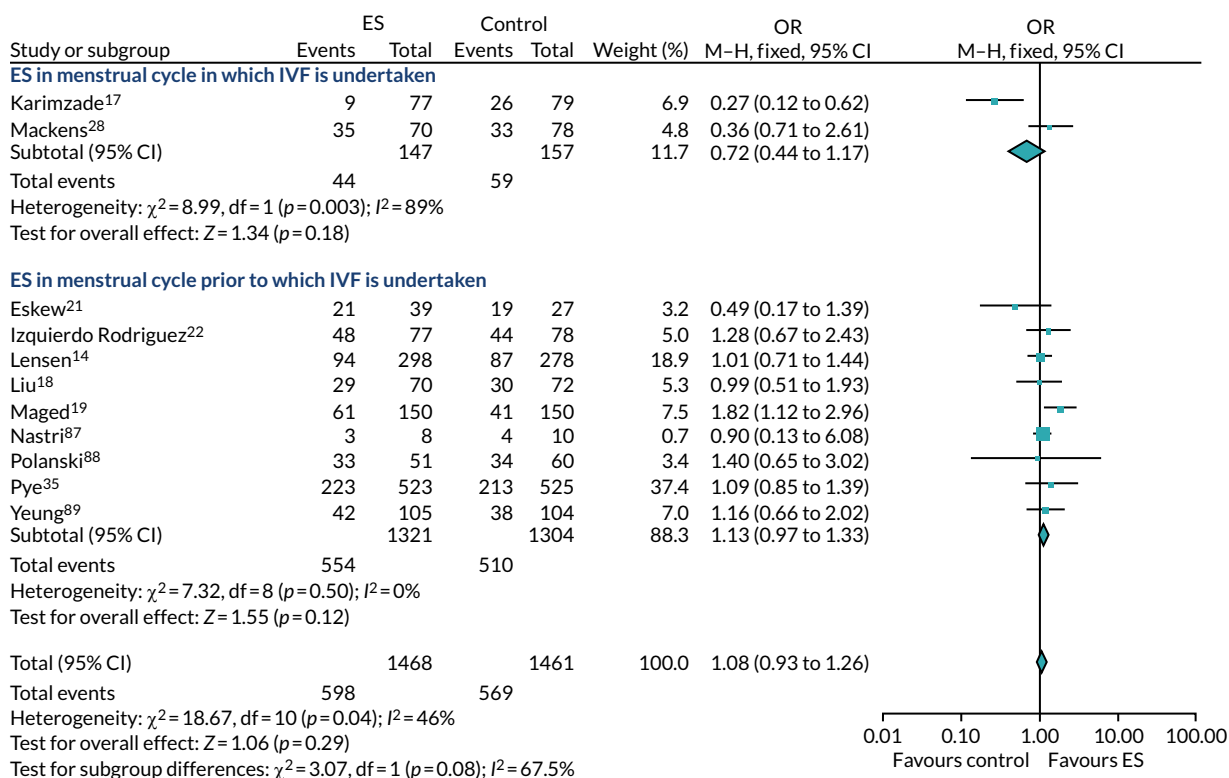 ES Control OR OR
Study or subgroup Events Total Events Total Weight (%) M–H, fixed, 95% CI M–H, fixed, 95% CI
ES in menstrual cycle in which IVF is undertaken
Karimzade17 9 77 26 79 6.9 0.27 (0.12 to 0.62)
Mackens28 35 70 33 78 4.8 0.36 (0.71 to 2.61)
Subtotal (95% CI) 147 157 11.7 0.72 (0.44 to 1.17)
Total events 44 59
Heterogeneity: χ2 = 8.99, df = 1 (p = 0.003); I2 = 89%
Test for overall effect: Z = 1.34 (p = 0.18)
ES in menstrual cycle prior to which IVF is undertaken
Eskew21 21 39 19 27 3.2 0.49 (0.17 to 1.39)
Izquierdo Rodriguez22 48 77 44 78 5.0 1.28 (0.67 to 2.43)
Lensen14 94 298 87 278 18.9 1.01 (0.71 to 1.44)
Liu18 29 70 30 72 5.3 0.99 (0.51 to 1.93)
Maged19 61 150 41 150 7.5 1.82 (1.12 to 2.96)
Nastri87 3 8 4 10 0.7 0.90 (0.13 to 6.08)
Polanski88 33 51 34 60 3.4 1.40 (0.65 to 3.02)
Pye35 223 523 213 525 37.4 1.09 (0.85 to 1.39)
Yeung89 42 105 38 104 7.0 1.16 (0.66 to 2.02)
Subtotal (95% CI) 1321 1304 88.3 1.13 (0.97 to 1.33)
Total events 554 510
Heterogeneity: χ2 = 7.32, df = 8 (p = 0.50); I2 = 0%
Test for overall effect: Z = 1.55 (p = 0.12)
Total (95% CI) 1468 1461 100.0 1.08 (0.93 to 1.26)
Total events 598 569
Heterogeneity: χ2 = 18.67, df = 10 (p = 0.04); I2 = 46%
Test for overall effect: Z = 1.06 (p = 0.29)
Test for subgroup differences: χ2 = 3.07, df = 1 (p = 0.08); I2 = 67.5%
0.01 0.10 1.00 10.00 100.00
Favours control Favours ES